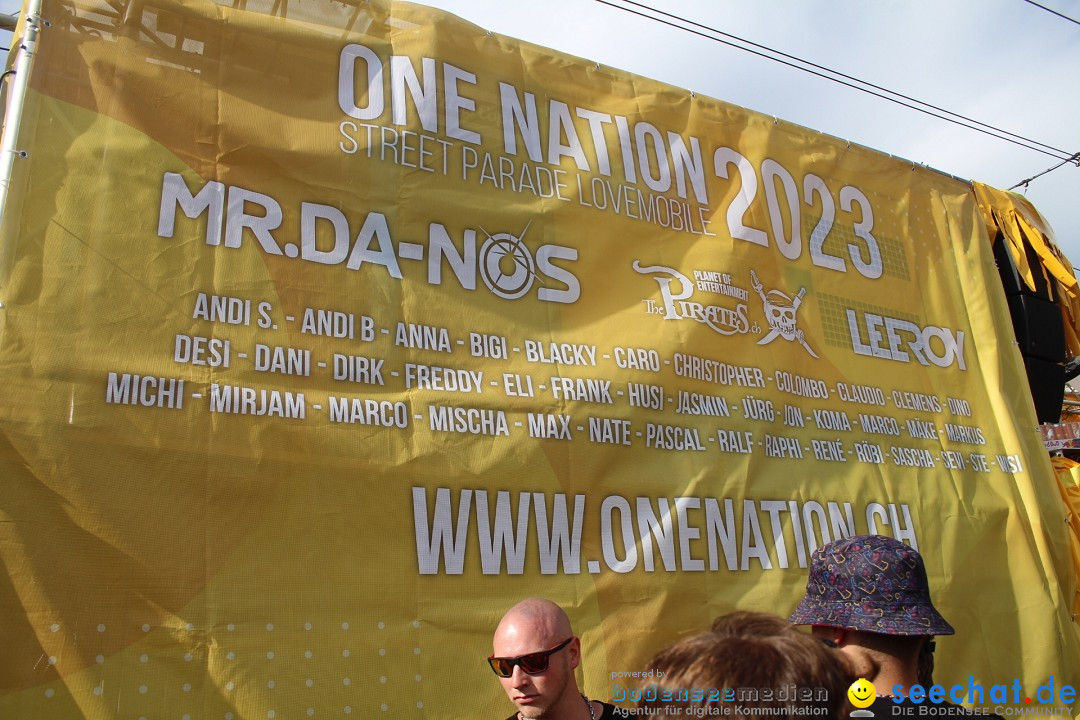 ONE NATION 2023
STREET PARADE LOVEMOBILE
MR.DA-NOS
PLANET OF
ENTERTAINMENT
The PIRATES.ch
LEEROY
ANDI S. - ANDI B - ANNA - BIGI - BLACKY - CARO - CHRISTOPHER - COLOMBO - CLAUDIO - CLEMENS - DINO
DESI - DANI - DIRK - FREDDY - ELI - FRANK - HUSI - JASMIN - JÜRG - JON - KOMA - MARCO - MÄKE - MARKUS
MICHI - MIRJAM - MARCO - MISCHA - MAX - NATE - PASCAL - RALF - RAPHI - RENÉ - RÖBI - SASCHA - SEVI - STE - WISI
WWW.ONENATION.CH
powered by
bodenseemedien
Agentur für digitale Kommunikation
seechat.de
DIE BODENSEE COMMUNITY